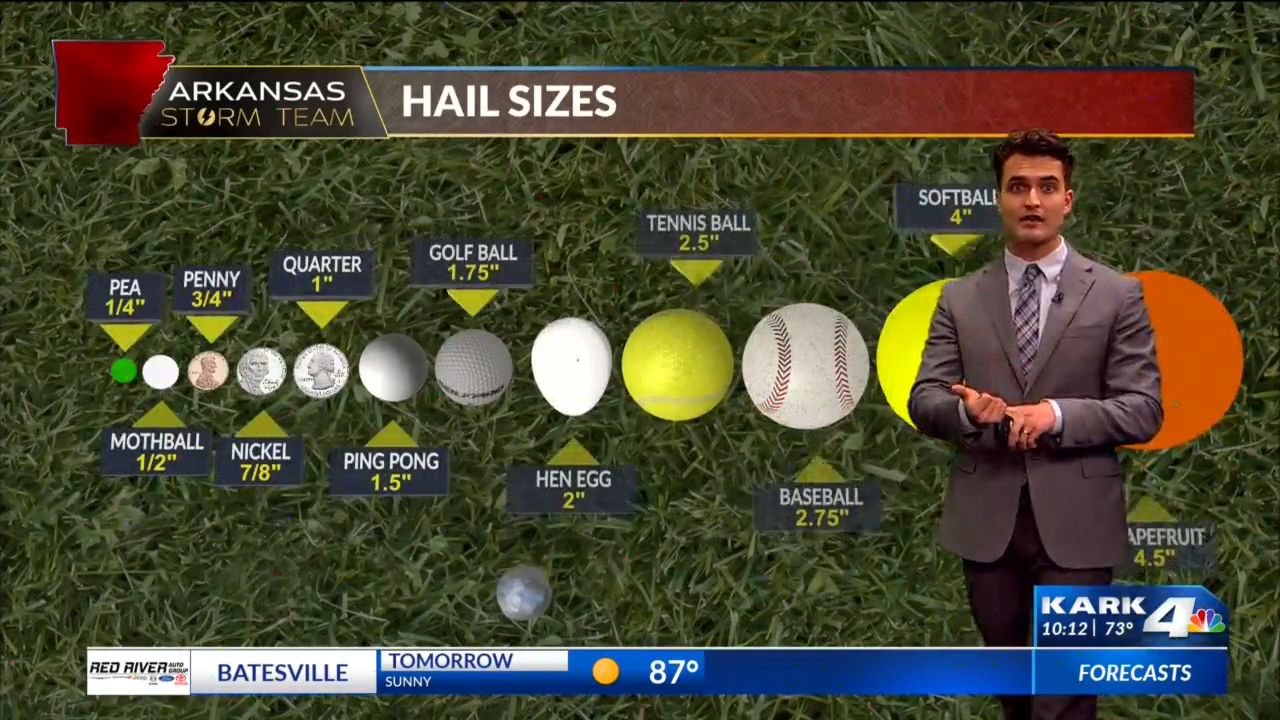 ARKANSAS
STORM TEAM
HAIL SIZES
PEA
1/4"
PENNY
3/4"
QUARTER
1"
GOLF BALL
1.75"
TENNIS BALL
2.5"
SOFTBALL
4"
MOTHBALL
1/2"
NICKEL
7/8"
PING PONG
1.5"
HEN EGG
2"
BASEBALL
2.75"
APEFRUIT
4.5"
KARK 4
10:12 | 73°
RED RIVER AUTO GROUP
Jeep
BATESVILLE
TOMORROW
SUNNY
87°
FORECASTS